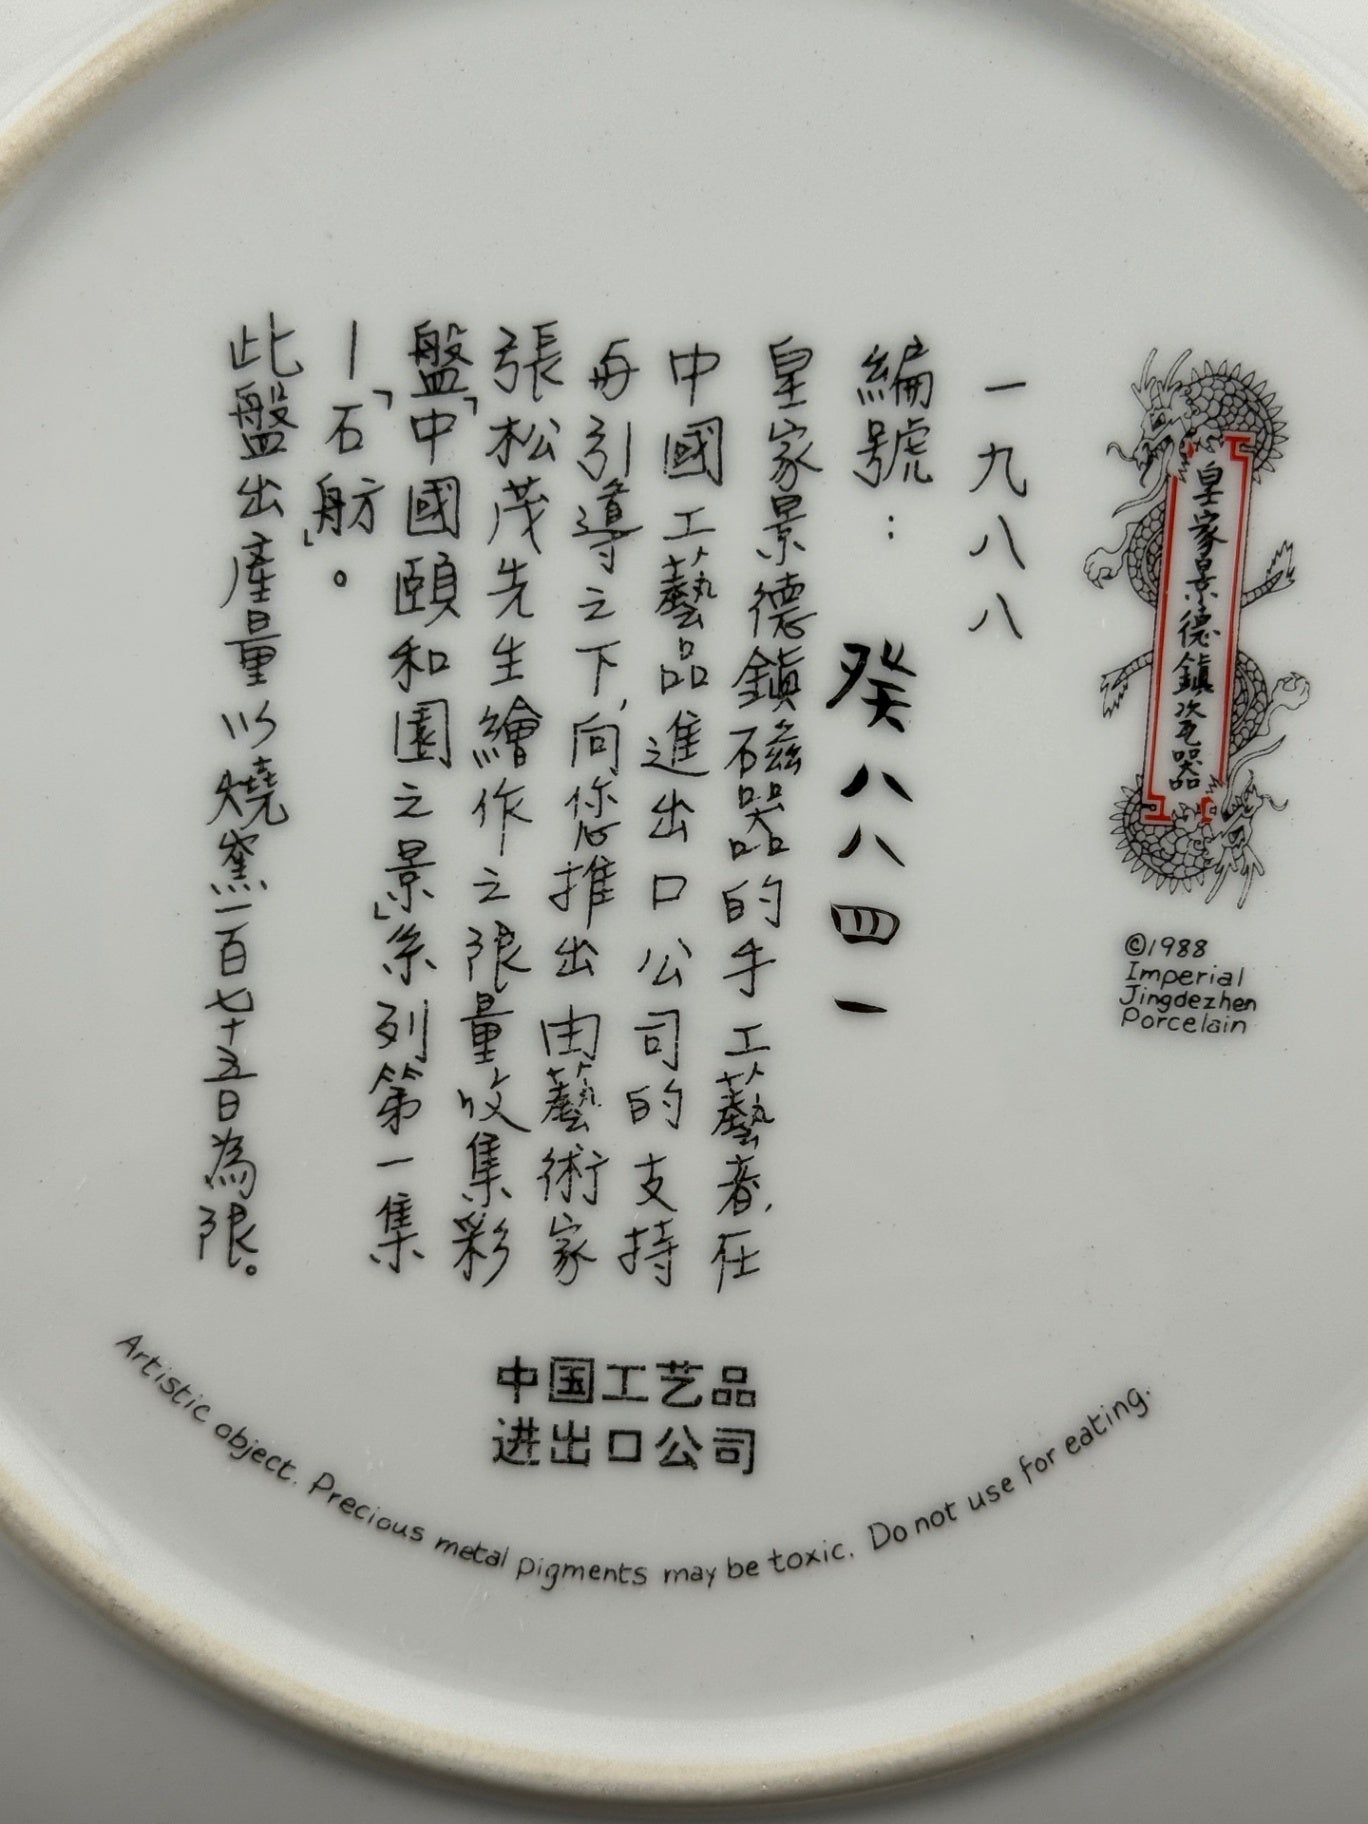 皇家景德鎮瓷器
©1988
Imperial
Jingdezhen
Porcelain
一九八八
編號：癸八八四一
皇家景德鎮磁器的手工藝者，在
中國工藝品進出口公司的支持
再引導之下，向您推出由藝術家
張松茂先生繪作之限量收集彩
盤「中國頤和園之景」系列第一集
—「石舫」。
此盤出產量以燒窯一百七十五日為限。
中国工艺品
进出口公司
Artistic object. Precious metal pigments may be toxic. Do not use for eating.